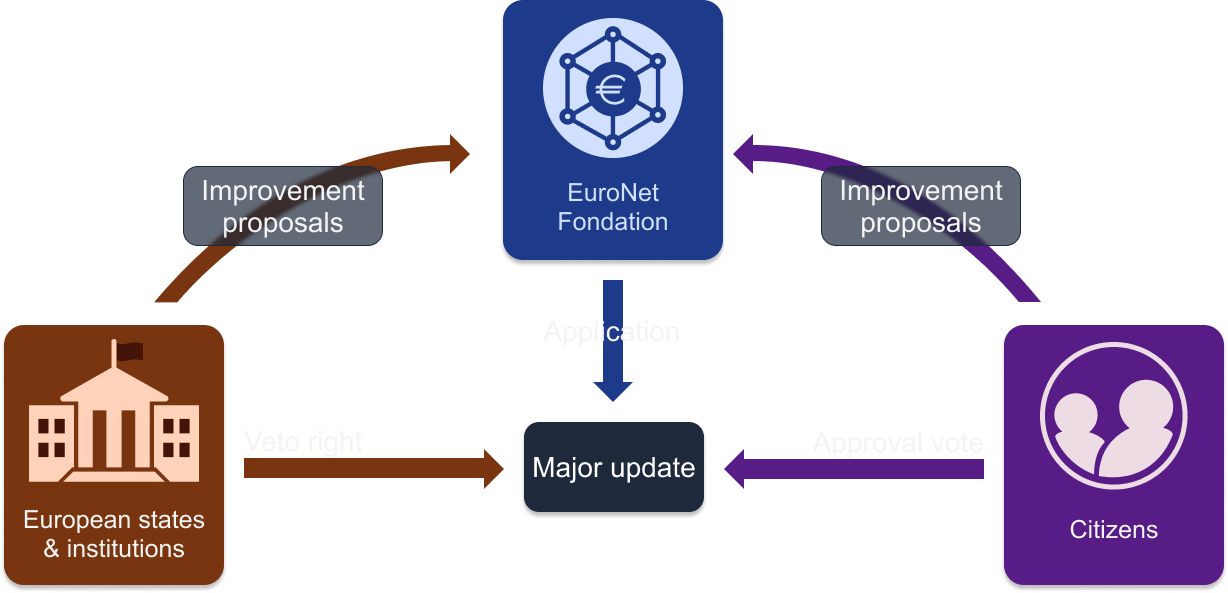 EuroNet
Fondation
Improvement
proposals
Improvement
proposals
Application
Veto right
Approval vote
Major update
European states
& institutions
Citizens